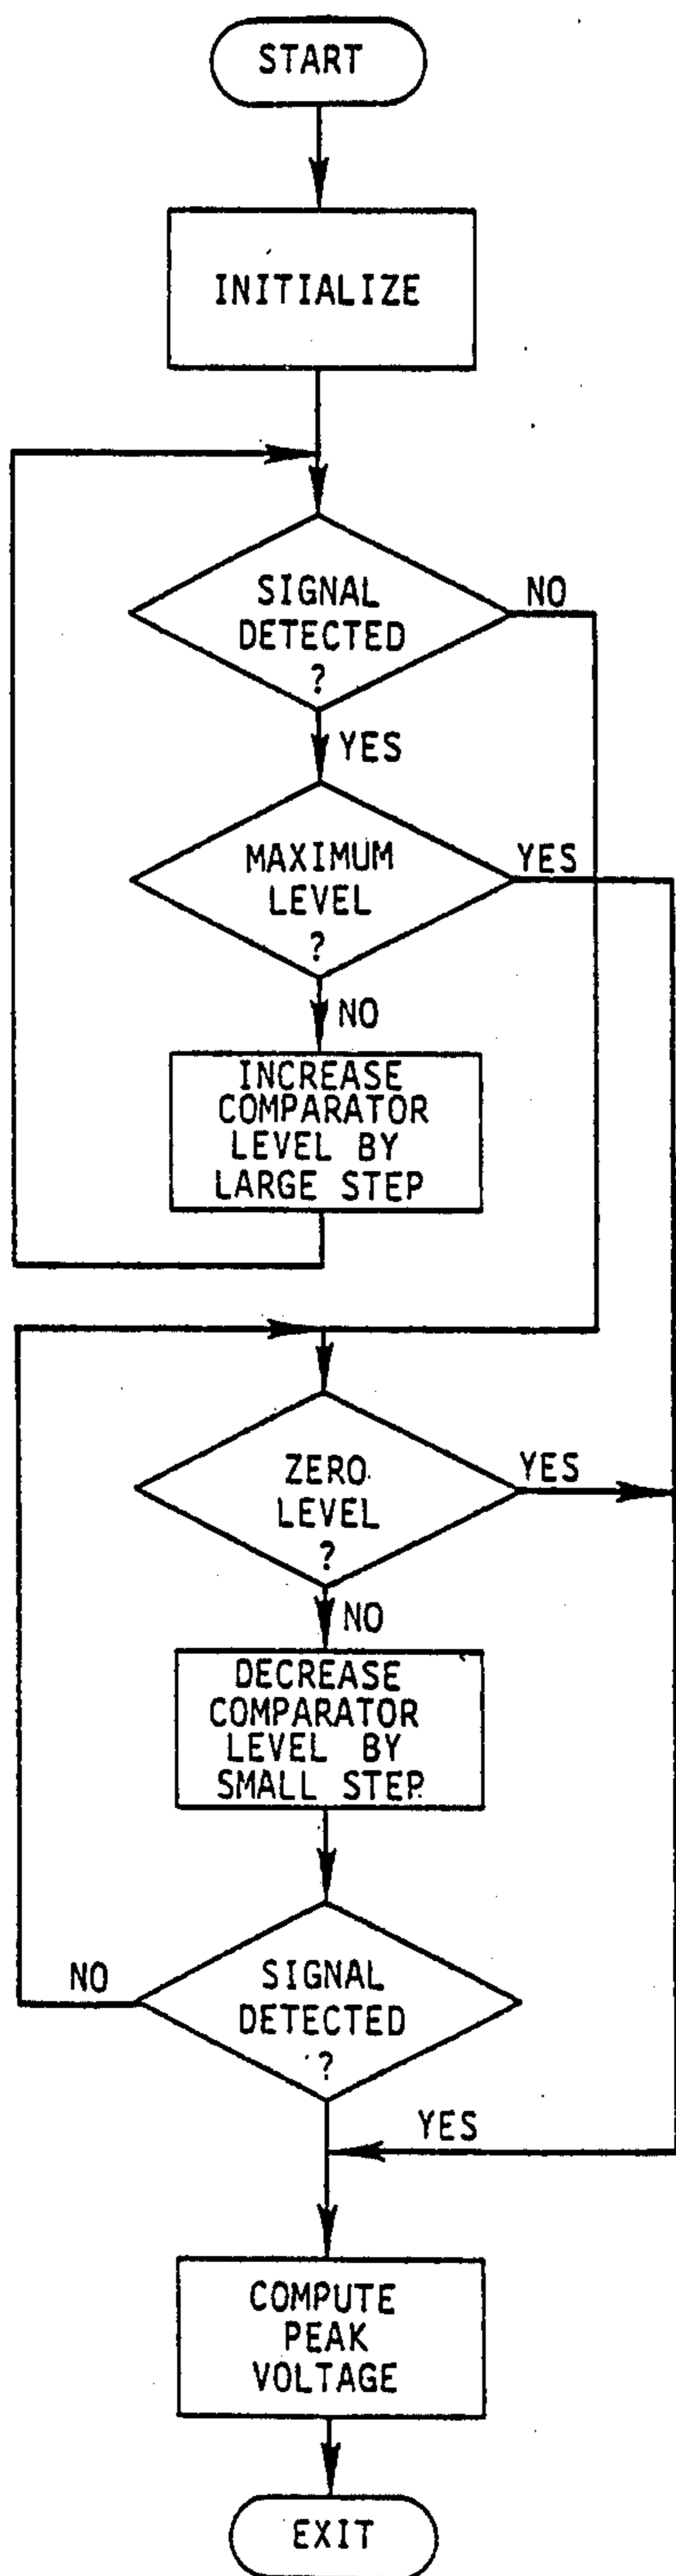 START
INITIALIZE
SIGNAL
DETECTED
?
NO
YES
MAXIMUM
LEVEL
?
YES
NO
INCREASE
COMPARATOR
LEVEL BY
LARGE STEP
ZERO
LEVEL
?
YES
NO
DECREASE
COMPARATOR
LEVEL BY
SMALL STEP
SIGNAL
DETECTED
?
NO
YES
COMPUTE
PEAK
VOLTAGE
EXIT